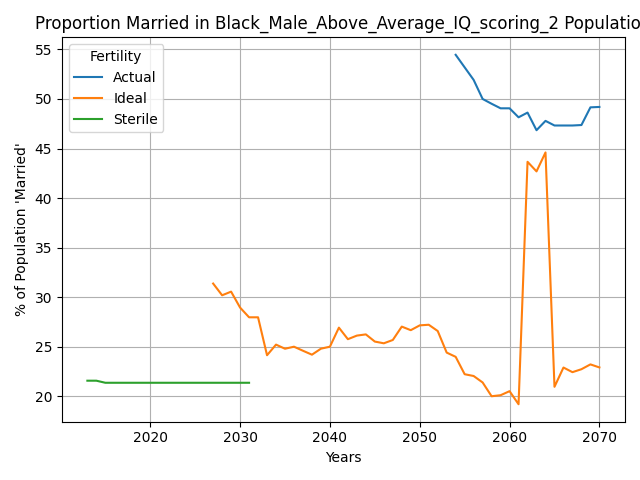 Proportion Married in Black_Male_Above_Average_IQ_scoring_2 Populatio
% of Population 'Married'
55
50
45
40
35
30
25
20
Fertility
Actual
Ideal
Sterile
2020 2030 2040 2050 2060 2070
Years